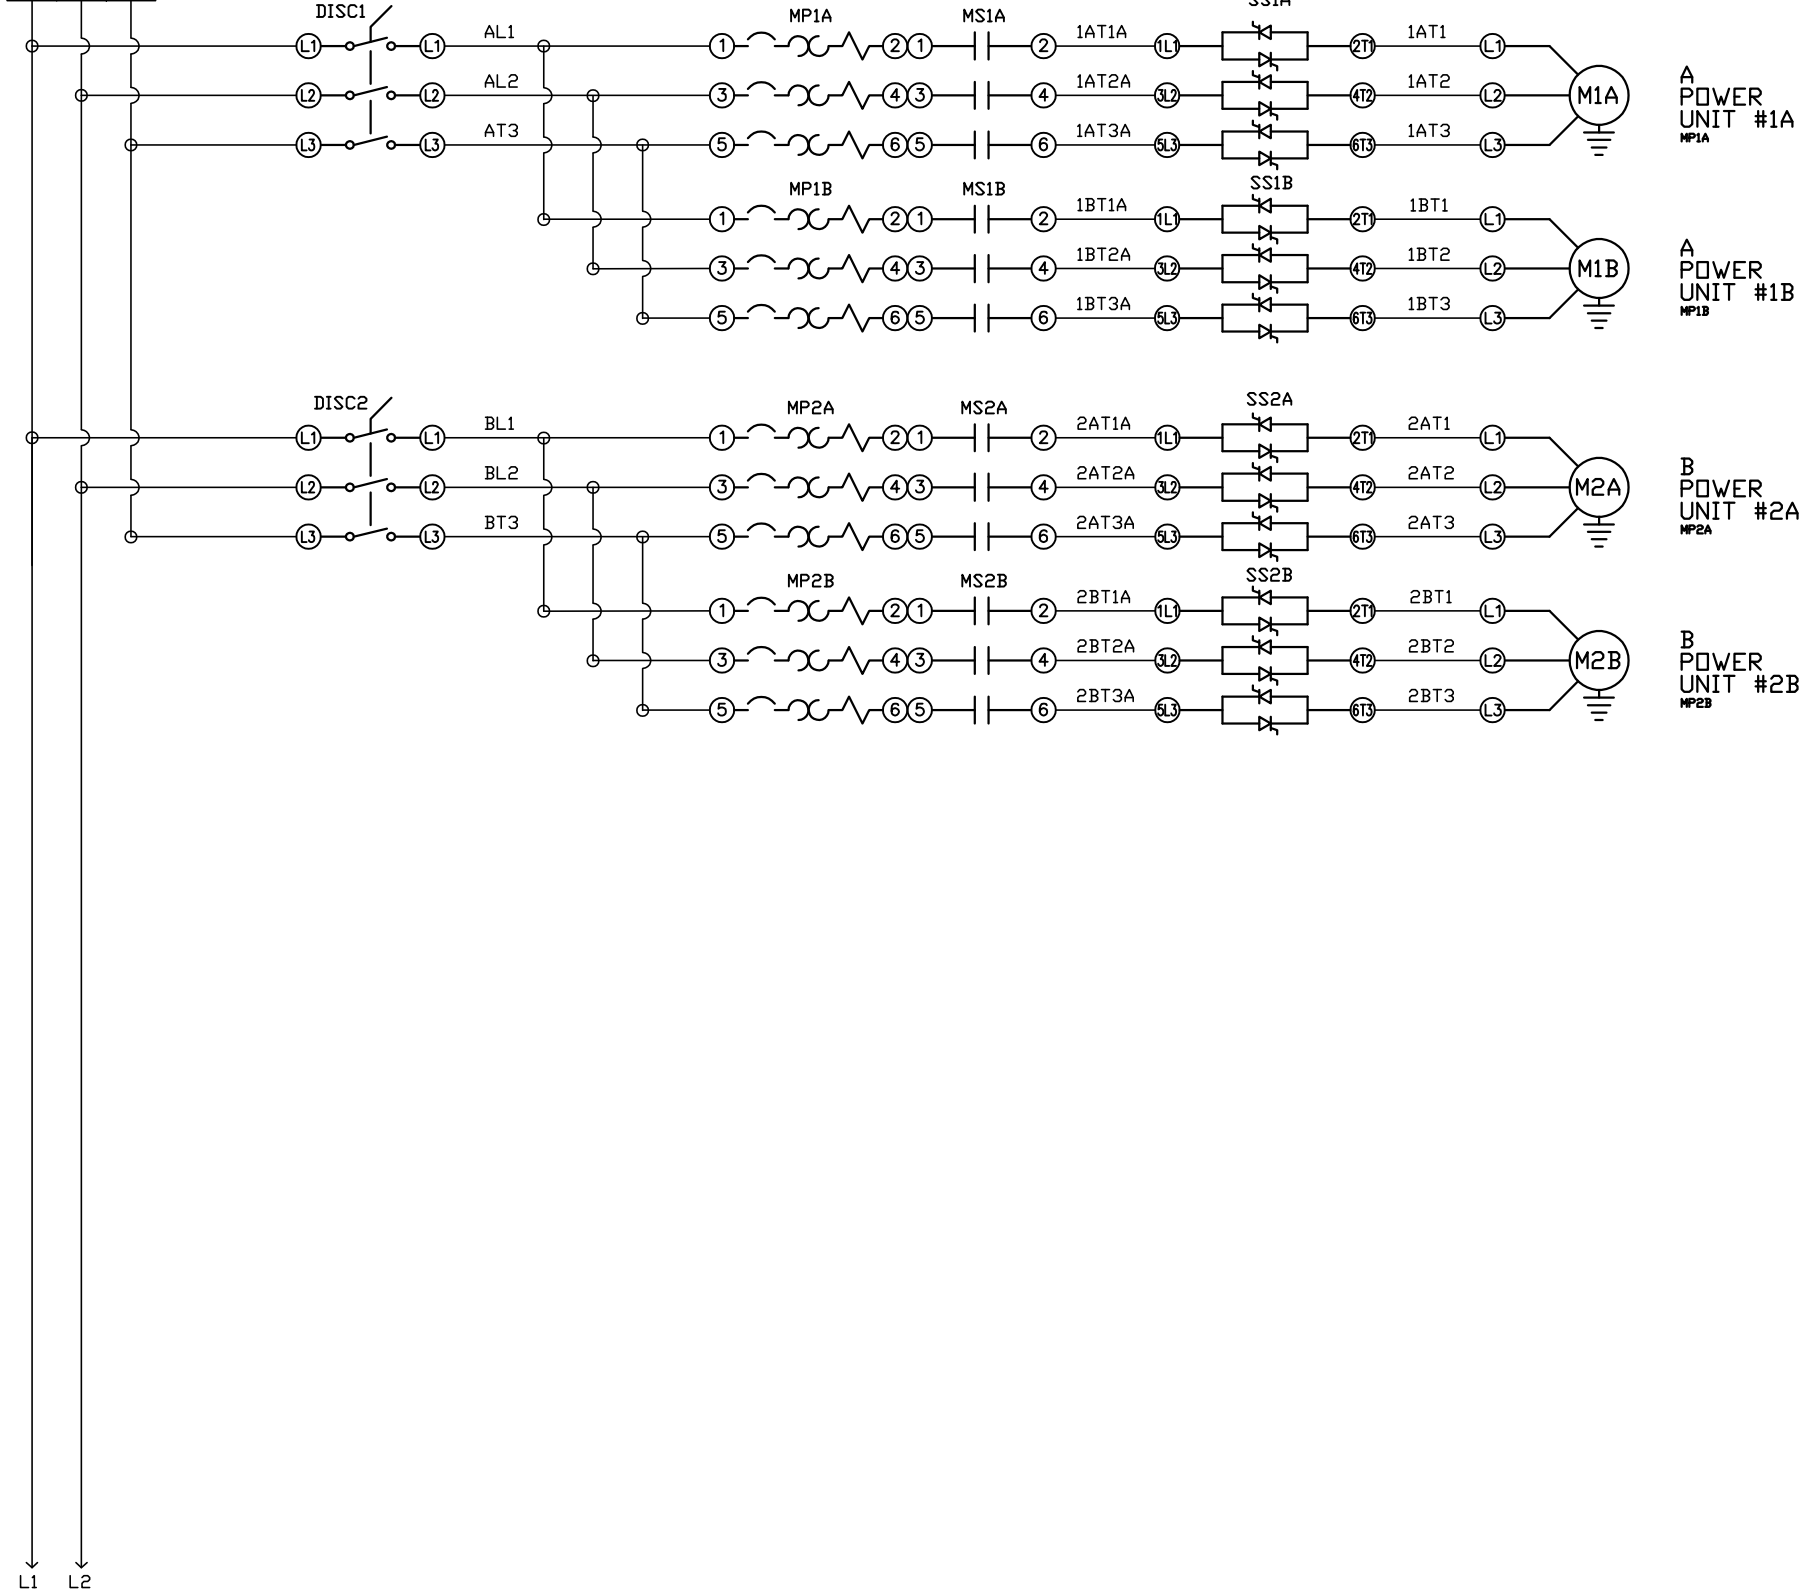 DISC1 MP1A MS1A SS1A
L1 L1 AL1 1 2 1 2 1AT1A 1L1 2T1 1AT1 L1
L2 L2 AL2 3 4 3 4 1AT2A 3L2 4T2 1AT2 L2 M1A
L3 L3 AT3 5 6 5 6 1AT3A 5L3 6T3 1AT3 L3
A
POWER
UNIT #1A
MP1A
MP1B MS1B SS1B
1 2 1 2 1BT1A 1L1 2T1 1BT1 L1
3 4 3 4 1BT2A 3L2 4T2 1BT2 L2 M1B
5 6 5 6 1BT3A 5L3 6T3 1BT3 L3
A
POWER
UNIT #1B
MP1B
DISC2 MP2A MS2A SS2A
L1 L1 BL1 1 2 1 2 2AT1A 1L1 2T1 2AT1 L1
L2 L2 BL2 3 4 3 4 2AT2A 3L2 4T2 2AT2 L2 M2A
L3 L3 BT3 5 6 5 6 2AT3A 5L3 6T3 2AT3 L3
B
POWER
UNIT #2A
MP2A
MP2B MS2B SS2B
1 2 1 2 2BT1A 1L1 2T1 2BT1 L1
3 4 3 4 2BT2A 3L2 4T2 2BT2 L2 M2B
5 6 5 6 2BT3A 5L3 6T3 2BT3 L3
B
POWER
UNIT #2B
MP2B
L1 L2